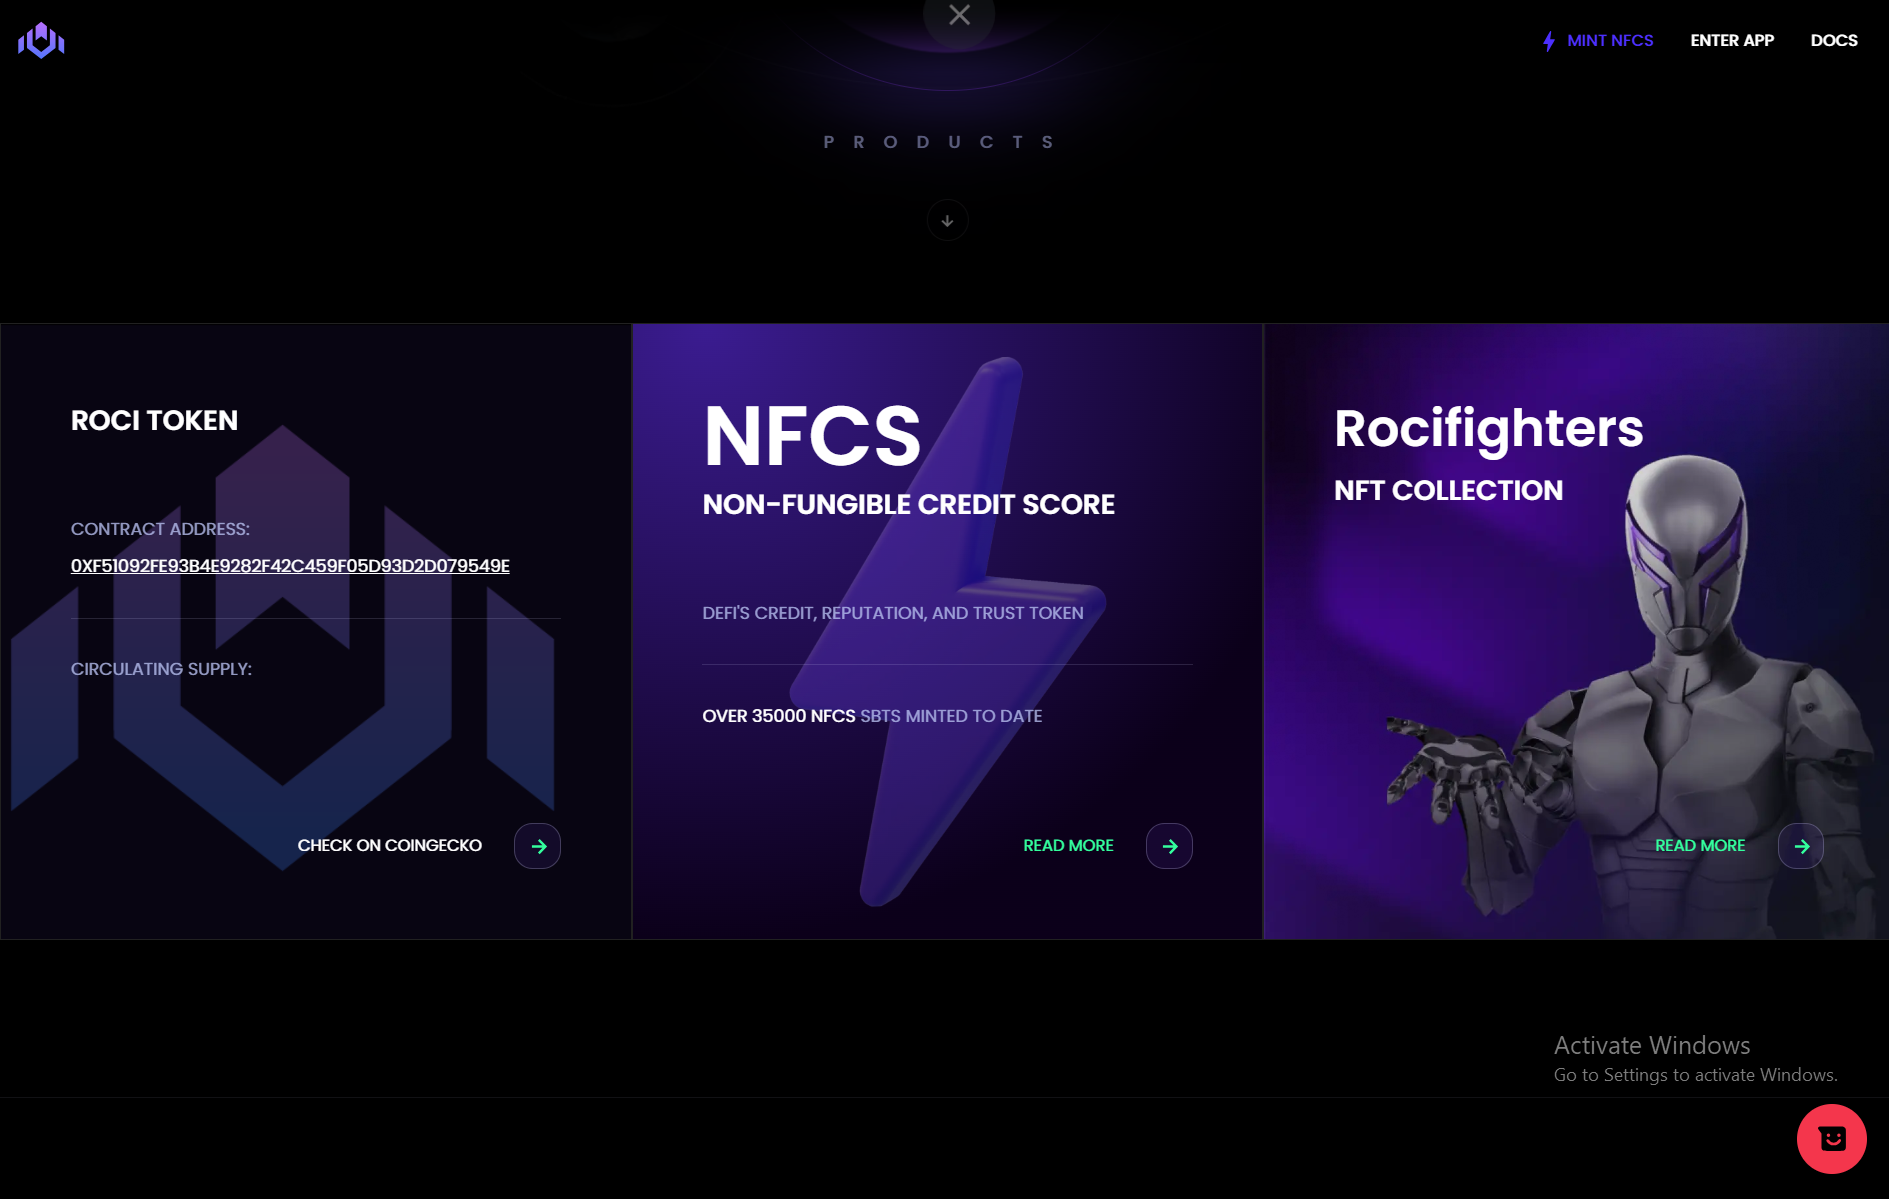 MINT NFCS
ENTER APP
DOCS
PRODUCTS
ROCI TOKEN
CONTRACT ADDRESS:
0XF51092FE93B4E9282F42C459F05D93D2D079549E
CIRCULATING SUPPLY:
CHECK ON COINGECKO
NFCS
NON-FUNGIBLE CREDIT SCORE
DEFI'S CREDIT, REPUTATION, AND TRUST TOKEN
OVER 35000 NFCS SBTS MINTED TO DATE
READ MORE
Rocifighters
NFT COLLECTION
READ MORE
Activate Windows
Go to Settings to activate Windows.